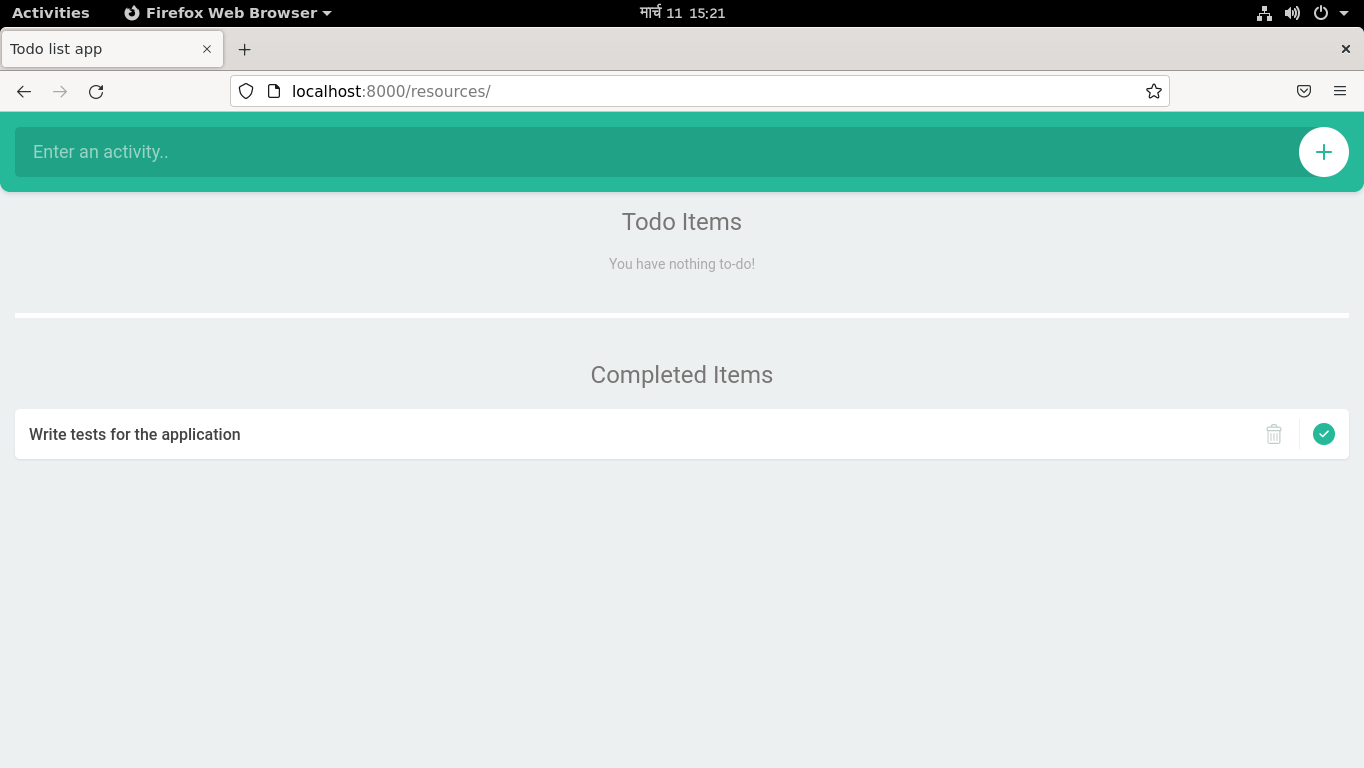 Activities
Firefox Web Browser
मार्च 11 15:21
Todo list app
localhost:8000/resources/
Enter an activity..
Todo Items
You have nothing to-do!
Completed Items
Write tests for the application